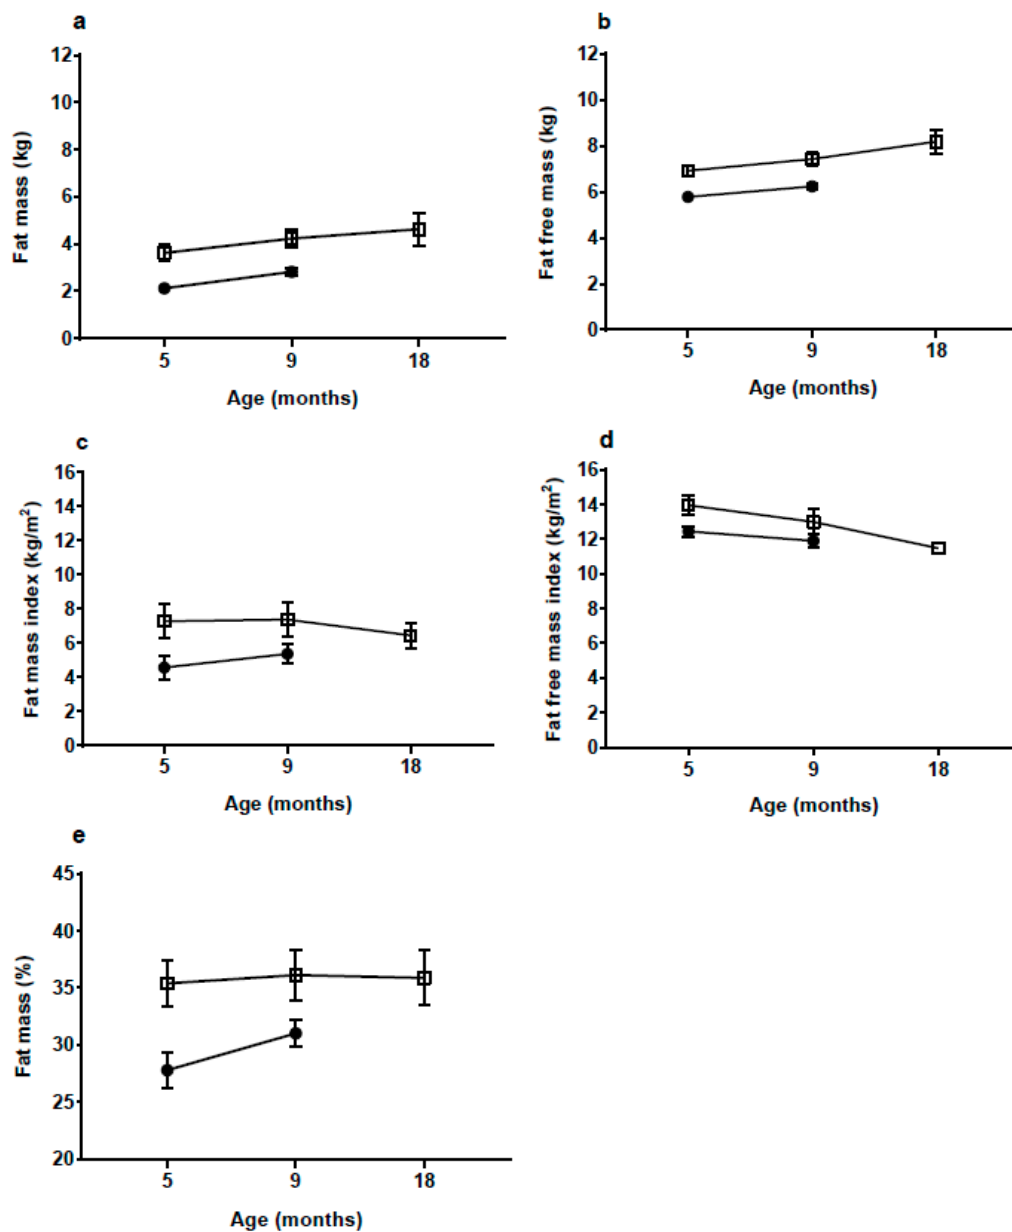 a
12
10
8
6
4
2
0
Fat mass (kg)
5 9 18
Age (months)
b
12
10
8
6
4
2
0
Fat free mass (kg)
5 9 18
Age (months)
c
16
14
12
10
8
6
4
2
0
Fat mass index (kg/m²)
5 9 18
Age (months)
d
16
14
12
10
8
6
4
2
0
Fat free mass index (kg/m²)
5 9 18
Age (months)
e
45
40
35
30
25
20
Fat mass (%)
5 9 18
Age (months)